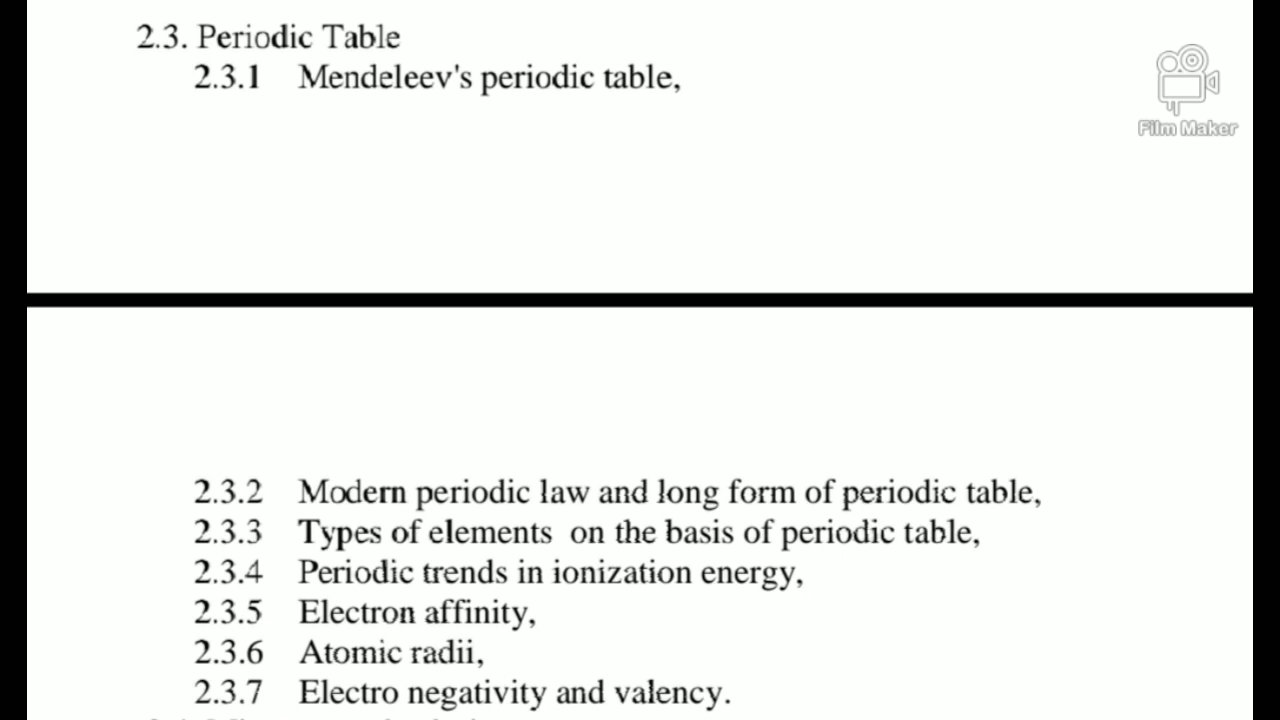 2.3. Periodic Table
2.3.1 Mendeleev's periodic table,
Film Maker
2.3.2 Modern periodic law and long form of periodic table,
2.3.3 Types of elements on the basis of periodic table,
2.3.4 Periodic trends in ionization energy,
2.3.5 Electron affinity,
2.3.6 Atomic radii,
2.3.7 Electro negativity and valency.